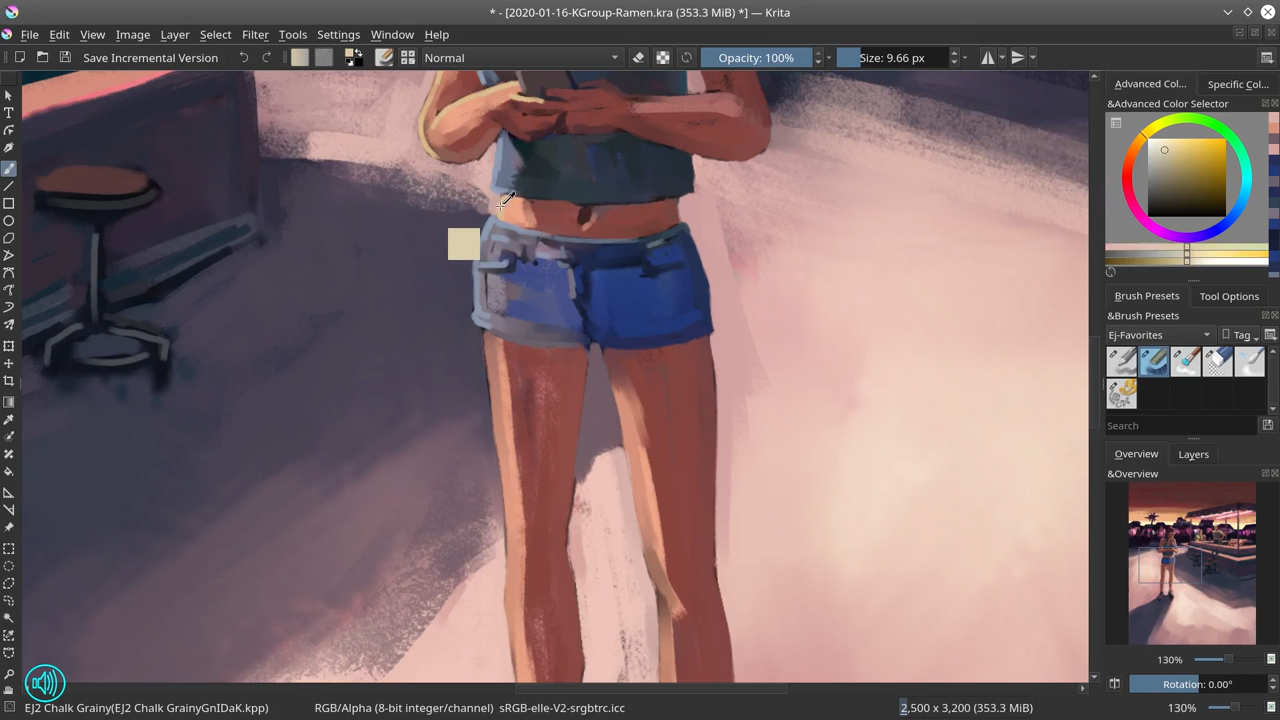 * - [2020-01-16-KGroup-Ramen.kra (353.3 MiB) *] — Krita
File Edit View Image Layer Select Filter Tools Settings Window Help
Save Incremental Version Normal Opacity: 100% Size: 9.66 px
Advanced Col... Specific Col...
&Advanced Color Selector
Brush Presets Tool Options
&Brush Presets
Ej-Favorites Tag
Search
Overview Layers
&Overview
130%
Rotation: 0.00°
EJ2 Chalk Grainy(EJ2 Chalk GrainyGnIDaK.kpp) RGB/Alpha (8-bit integer/channel) sRGB-elle-V2-srgbtrc.icc 2,500 x 3,200 (353.3 MiB) 130%